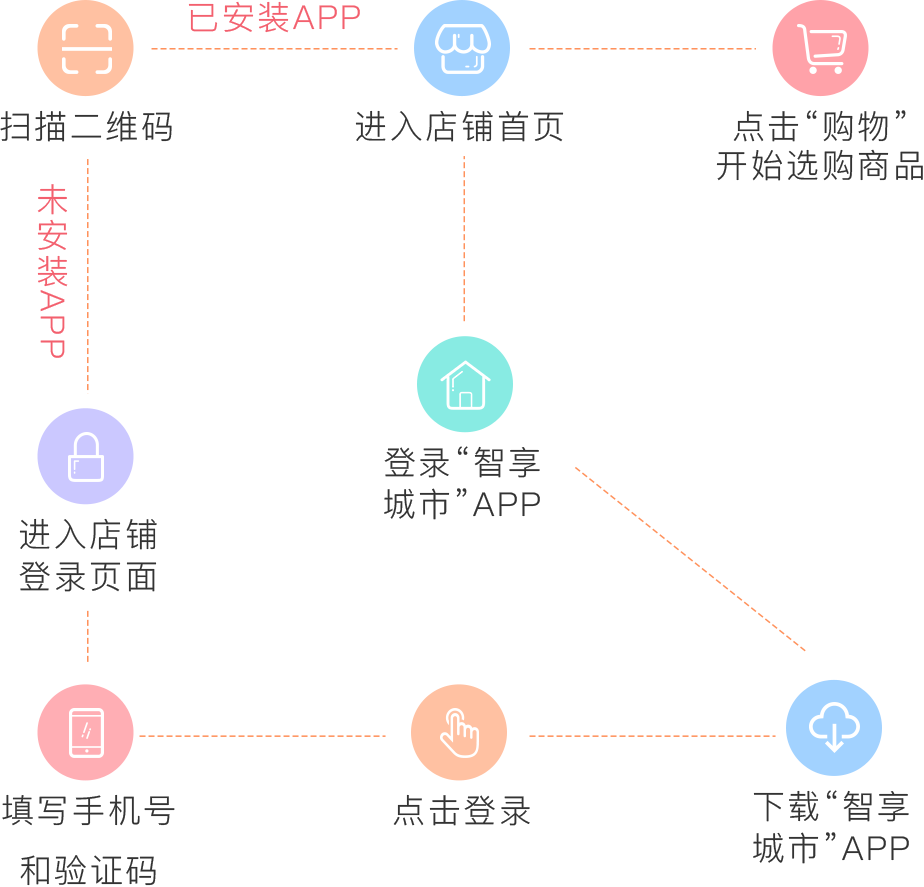 已安装APP
扫描二维码
进入店铺首页
点击“购物”
开始选购商品
未安装APP
登录“智享
城市”APP
进入店铺
登录页面
填写手机号
和验证码
点击登录
下载“智享
城市”APP